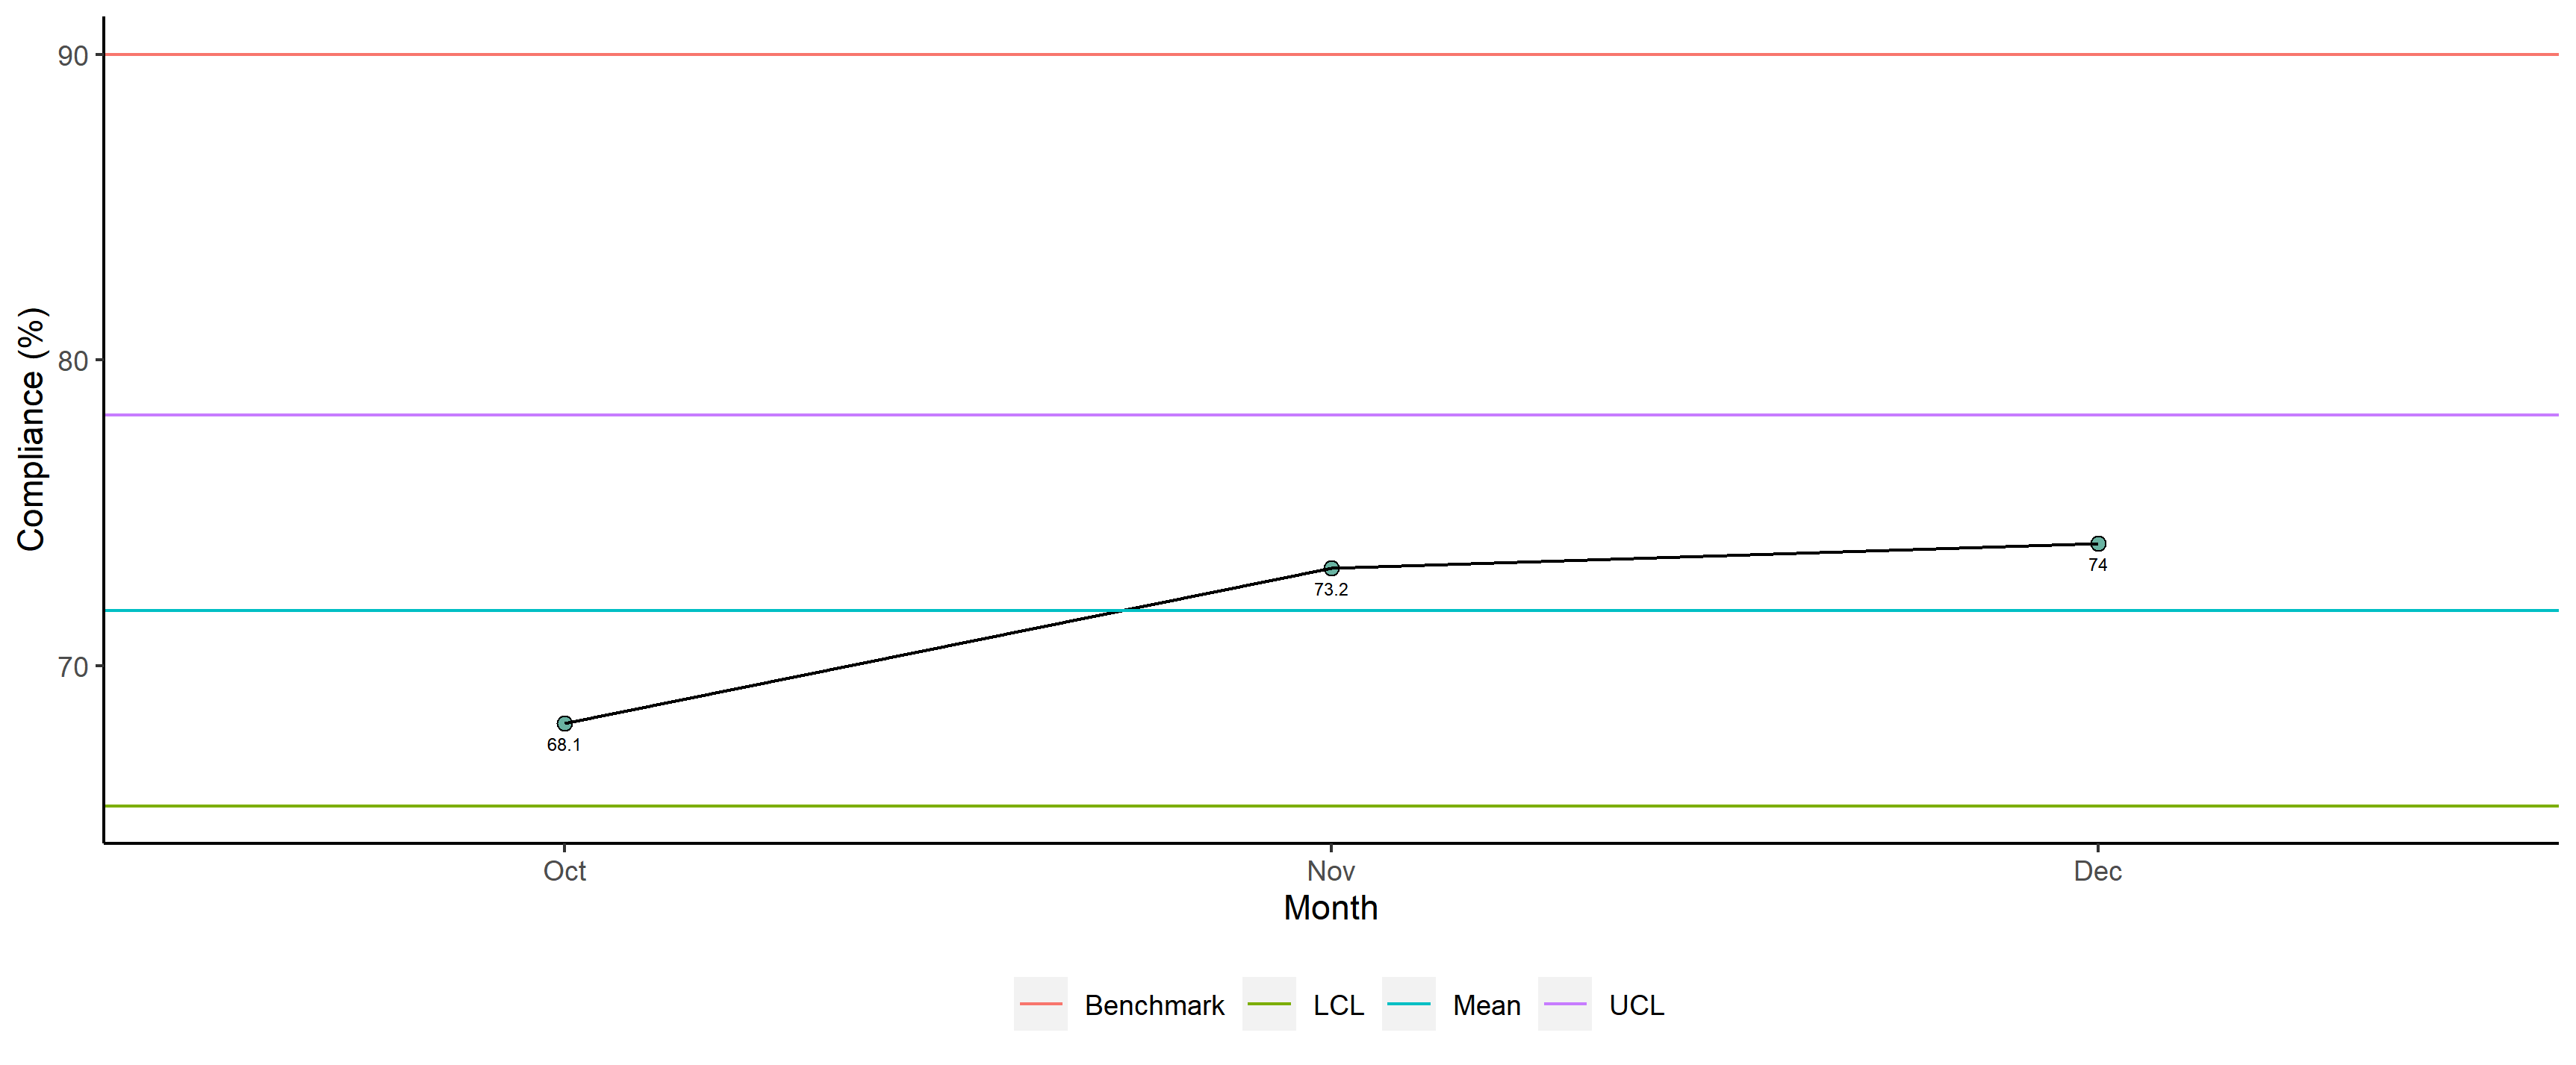 90
80
70
Compliance (%)
68.1
73.2
74
Oct
Nov
Dec
Month
Benchmark
LCL
Mean
UCL